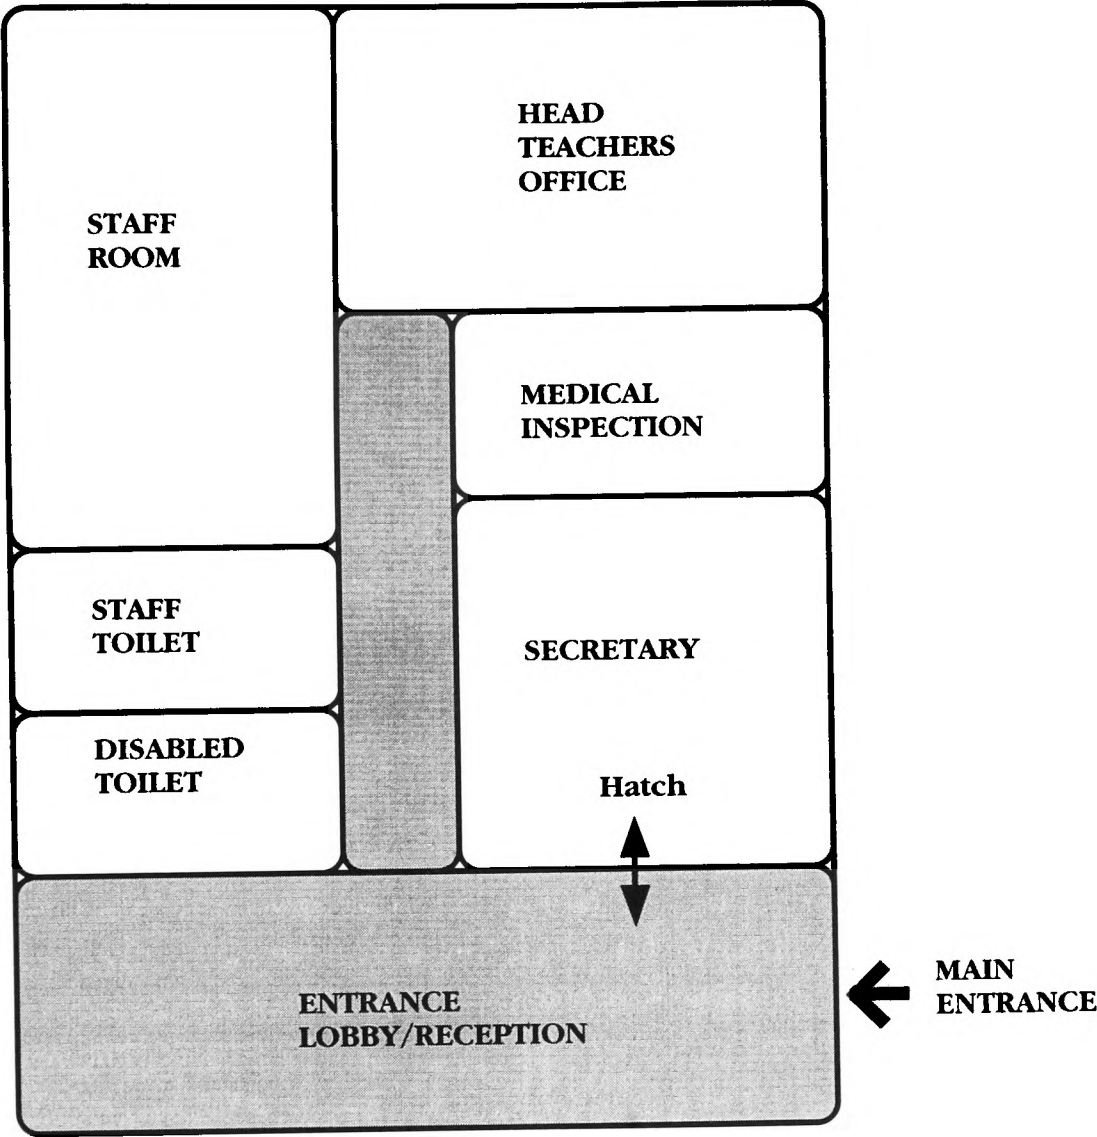 HEAD
TEACHERS
OFFICE
STAFF
ROOM
MEDICAL
INSPECTION
STAFF
TOILET
SECRETARY
DISABLED
TOILET
Hatch
ENTRANCE
LOBBY/RECEPTION
MAIN
ENTRANCE